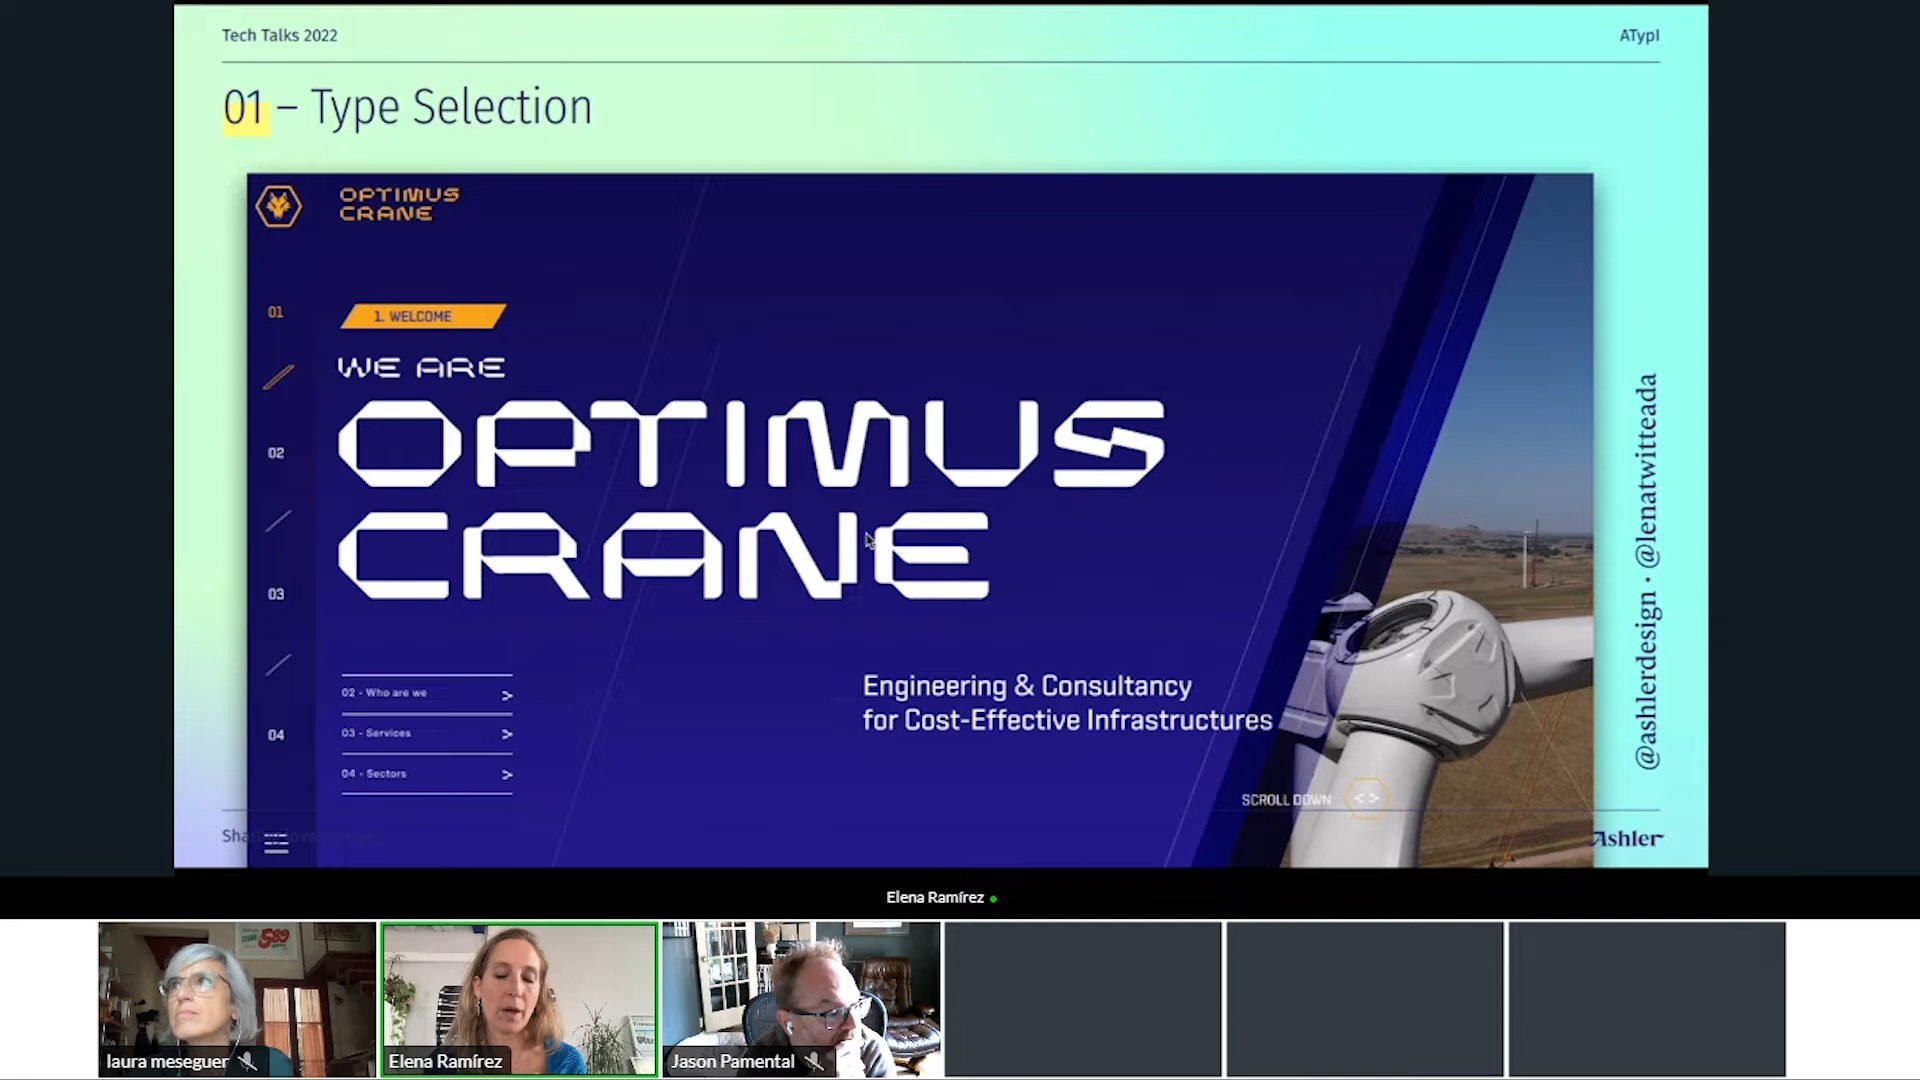 Tech Talks 2022
ATypI
01 – Type Selection
OPTIMUS
CRANE
01
1. WELCOME
WE ARE
OPTIMUS
CRANE
02
03
04
02 - Who are we
>
03 - Services
>
04 - Sectors
>
Engineering & Consultancy
for Cost-Effective Infrastructures
SCROLL DOWN
< >
@ashlerdesign • @lenatwitteada
Ashler
Elena Ramírez
589
laura meseguer
Elena Ramírez
Jason Pamental